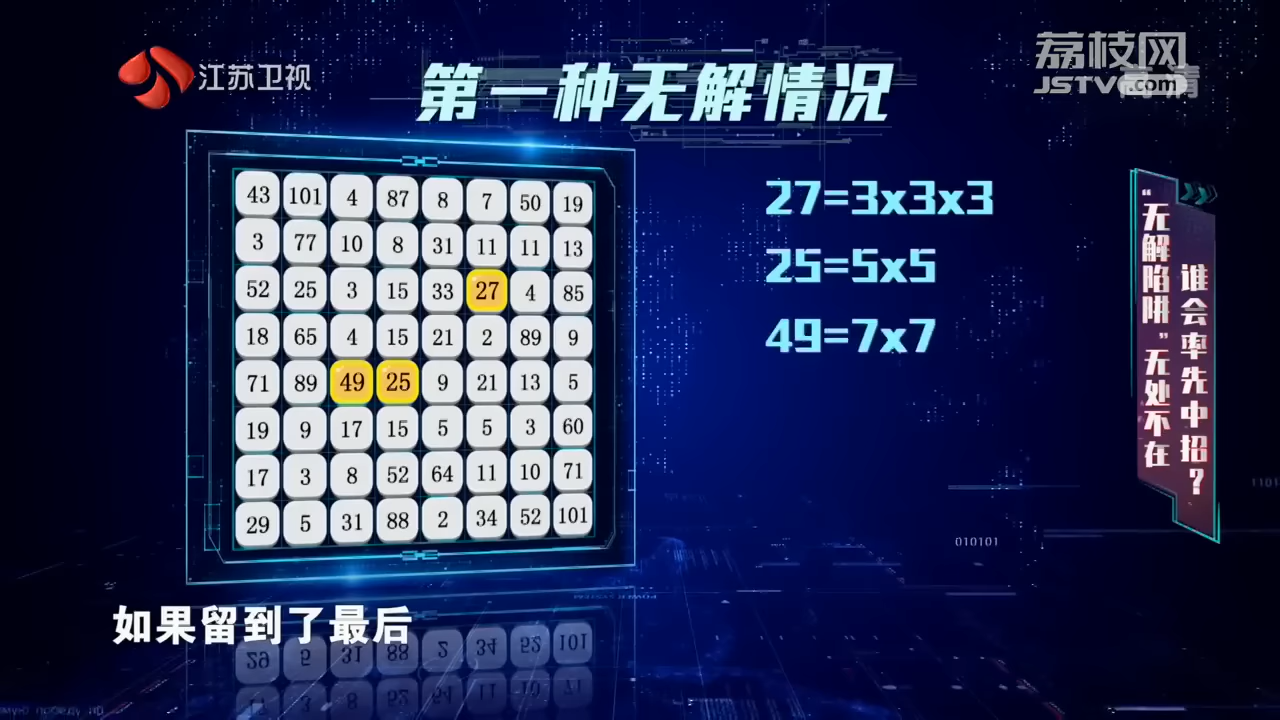 江苏卫视
荔枝网
JSTV.com
第一种无解情况
43 101 4 87 8 7 50 19
3 77 10 8 31 11 11 13
52 25 3 15 33 27 4 85
18 65 4 15 21 2 89 9
71 89 49 25 9 21 13 5
19 9 17 15 5 5 3 60
17 3 8 52 64 11 10 71
29 5 31 88 2 34 52 101
27=3x3x3
25=5x5
49=7x7
“无解陷阱”无处不在
谁会率先中招?
010101
如果留到了最后